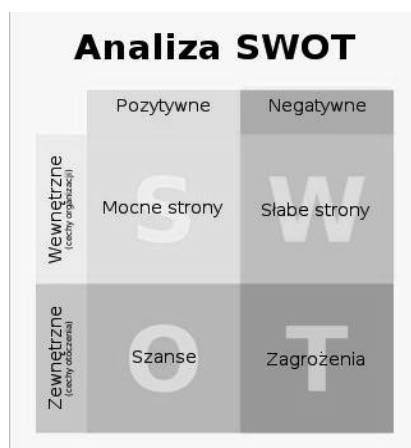 Analiza SWOT
Pozytywne
Negatywne
Wewnętrzne
(cechy organizacji)
S
Mocne strony
W
Słabe strony
Zewnętrzne
(cechy otoczenia)
O
Szanse
T
Zagrożenia